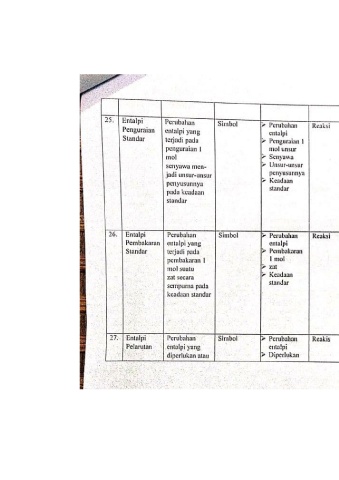 25. Entalpi Penguraian Standar
Perubahan
entalpi yang
terjadi pada
penguraian 1
mol
senyawa men-
jadi unsur-unsur
penyusunnya
pada keadaan
standar
Simbol
➢ Perubahan
entalpi
➢ Penguraian 1
mol unsur
➢ Senyawa
➢ Unsur-unsur
penyusunnya
➢ Keadaan
standar
Reaksi
26. Entalpi
Pembakaran
Standar
Perubahan
entalpi yang
terjadi pada
pembakaran 1
mol suatu
zat secara
sempurna pada
keadaan standar
Simbol
➢ Perubahan
entalpi
➢ Pembakaran
1 mol
➢ zat
➢ Keadaan
standar
Reaksi
27. Entalpi
Pelarutan
Perubahan
entalpi yang
diperlukan atau
Simbol
➢ Perubahan
entalpi
➢ Diperlukan
Reakis